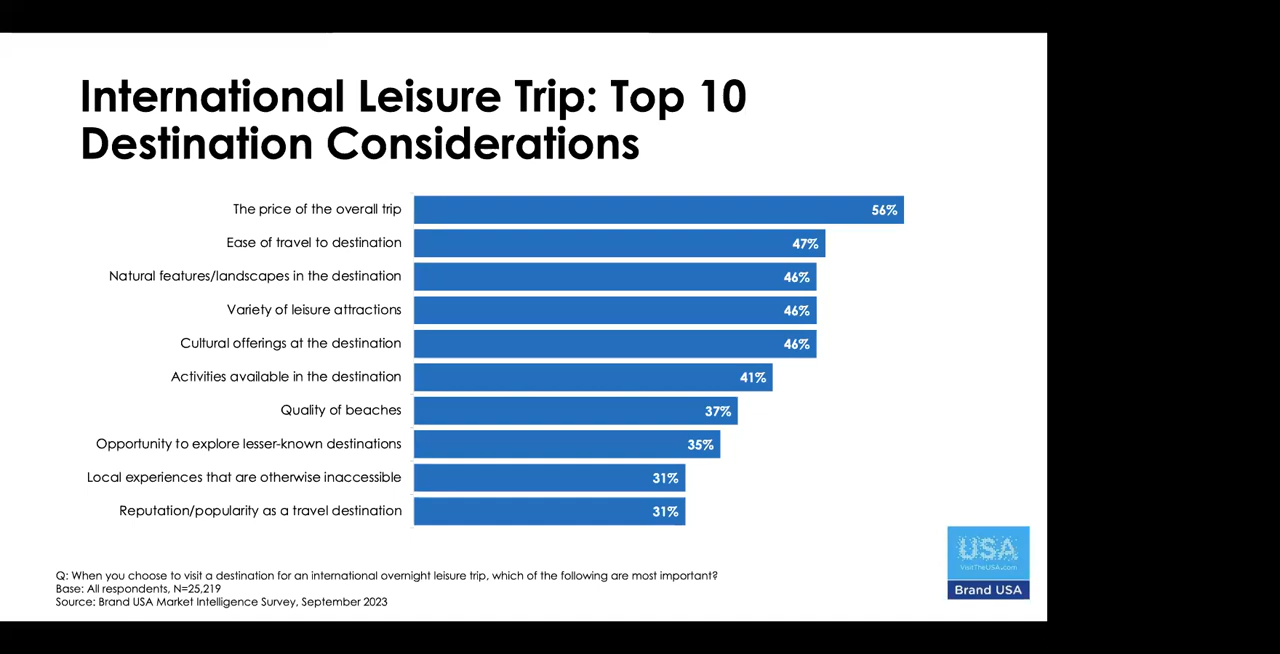 International Leisure Trip: Top 10
Destination Considerations
The price of the overall trip 56%
Ease of travel to destination 47%
Natural features/landscapes in the destination 46%
Variety of leisure attractions 46%
Cultural offerings at the destination 46%
Activities available in the destination 41%
Quality of beaches 37%
Opportunity to explore lesser-known destinations 35%
Local experiences that are otherwise inaccessible 31%
Reputation/popularity as a travel destination 31%
Q: When you choose to visit a destination for an international overnight leisure trip, which of the following are most important?
Base: All respondents, N=25,219
Source: Brand USA Market Intelligence Survey, September 2023
USA
VisitTheUSA.com
Brand USA